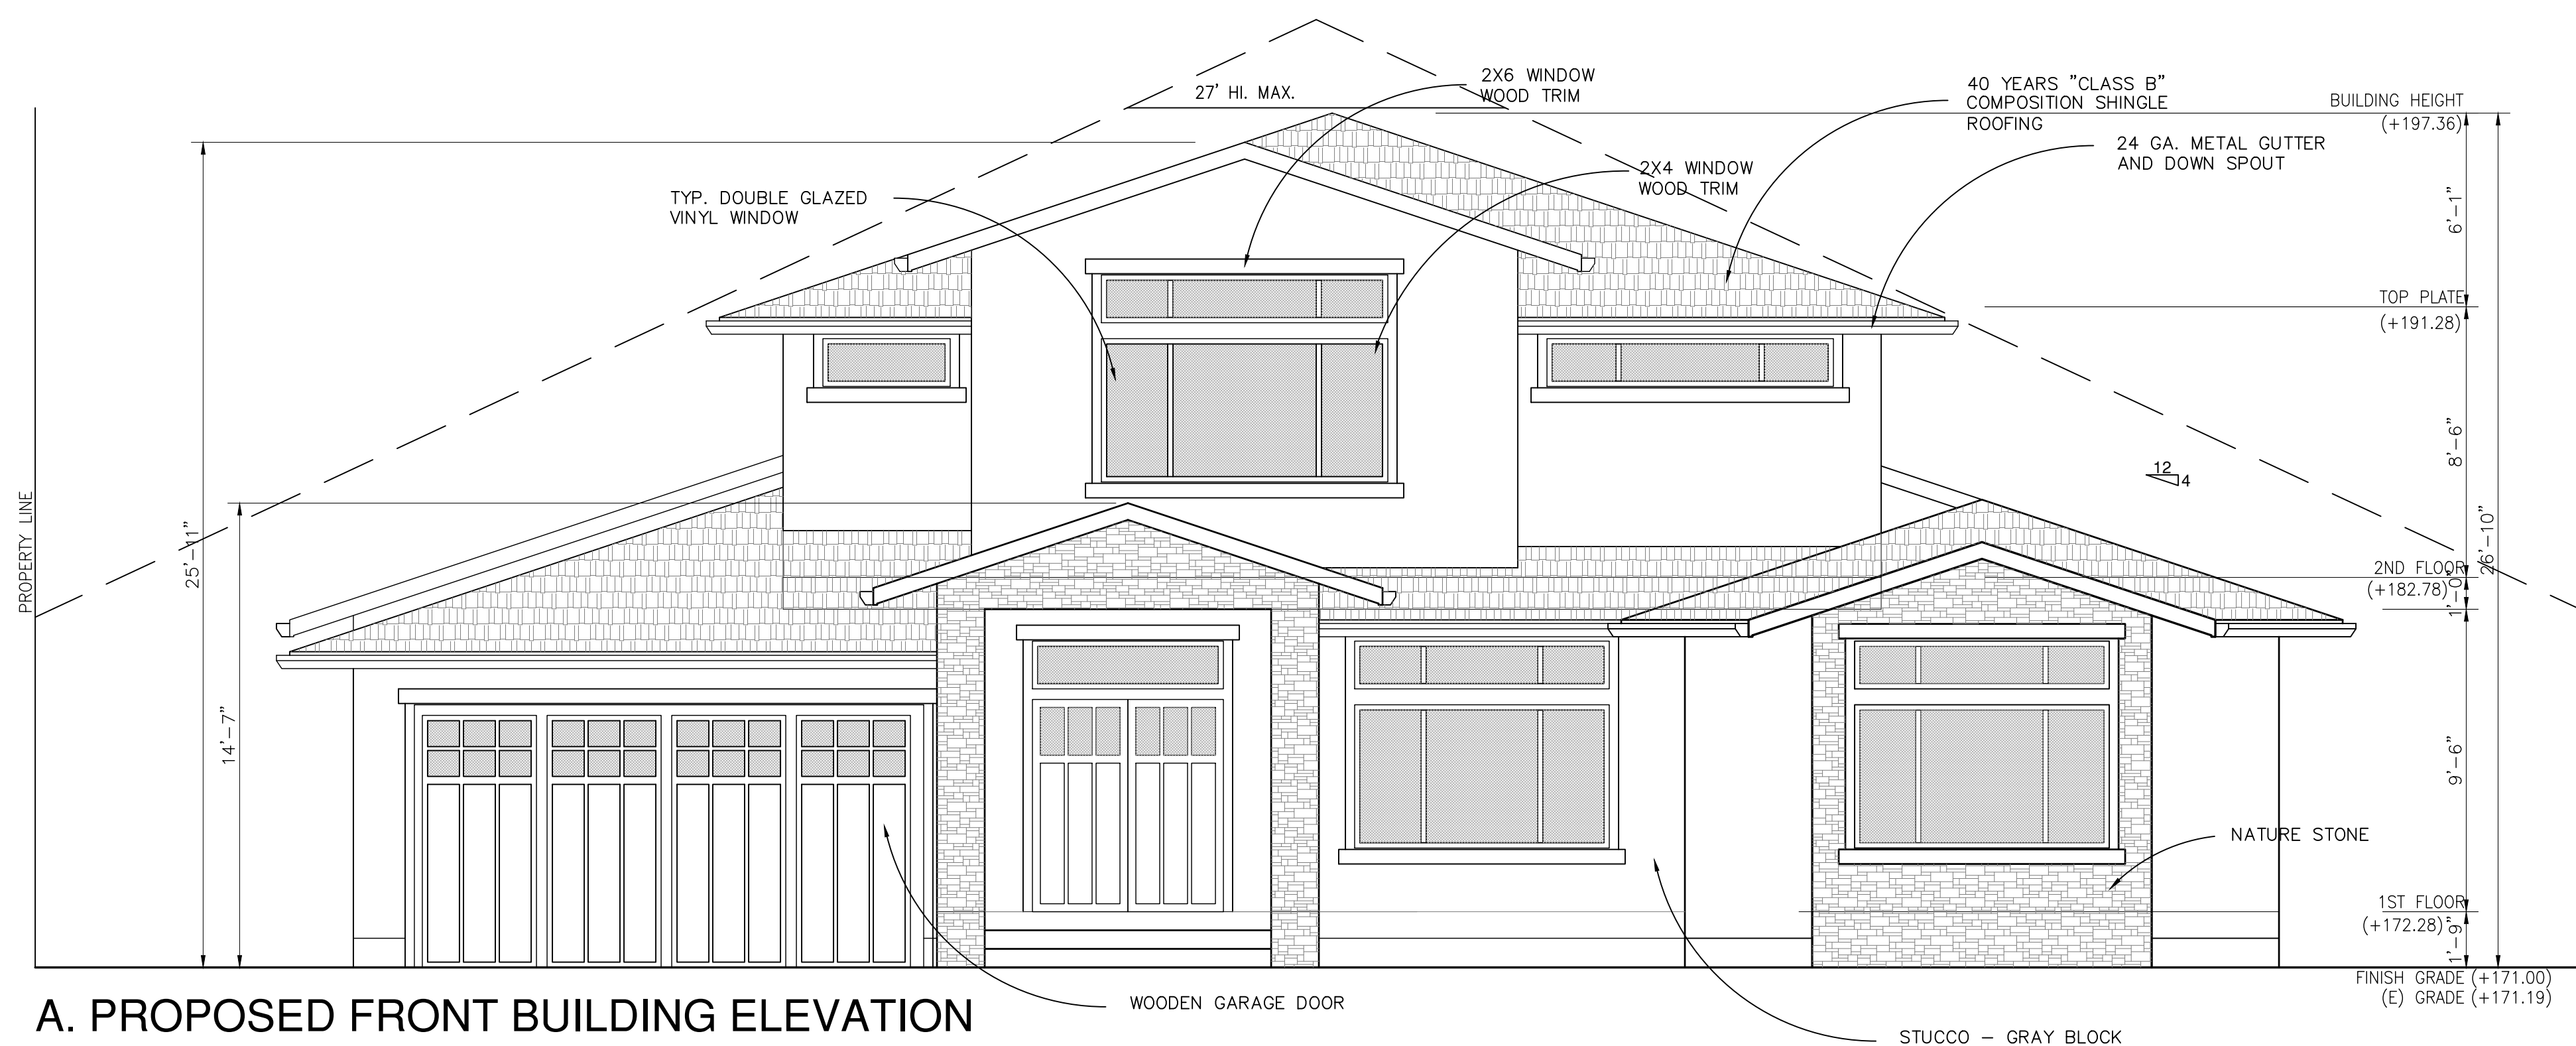 27' HI. MAX.
2X6 WINDOW
WOOD TRIM
40 YEARS "CLASS B"
COMPOSITION SHINGLE
ROOFING
BUILDING HEIGHT
(+197.36)
24 GA. METAL GUTTER
AND DOWN SPOUT
2X4 WINDOW
WOOD TRIM
TYP. DOUBLE GLAZED
VINYL WINDOW
6'-1"
TOP PLATE
(+191.28)
8'-6"
12
4
PROPERTY LINE
25'-11"
26'-10"
2ND FLOOR
(+182.78)
1'-0"
14'-7"
9'-6"
NATURE STONE
1ST FLOOR
(+172.28)
1'-9"
FINISH GRADE (+171.00)
(E) GRADE (+171.19)
WOODEN GARAGE DOOR
A. PROPOSED FRONT BUILDING ELEVATION
STUCCO - GRAY BLOCK